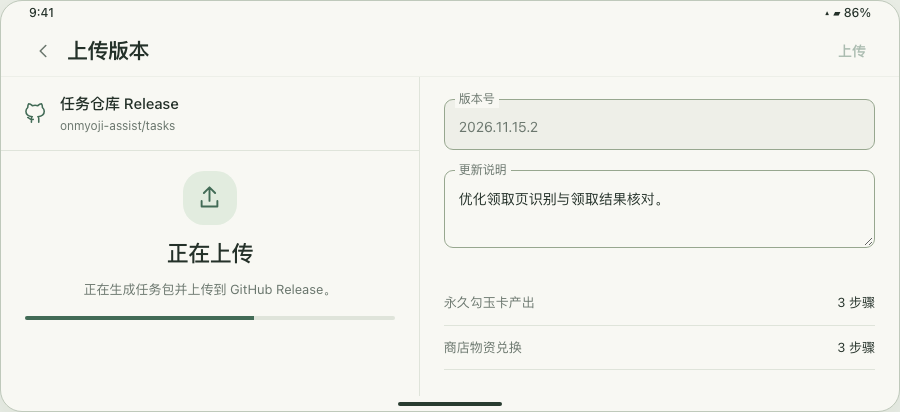 9:41
86%
上传版本
上传
任务仓库 Release
onmyoji-assist/tasks
正在上传
正在生成任务包并上传到 GitHub Release。
版本号
2026.11.15.2
更新说明
优化领取页识别与领取结果核对。
永久勾玉卡产出
3 步骤
商店物资兑换
3 步骤